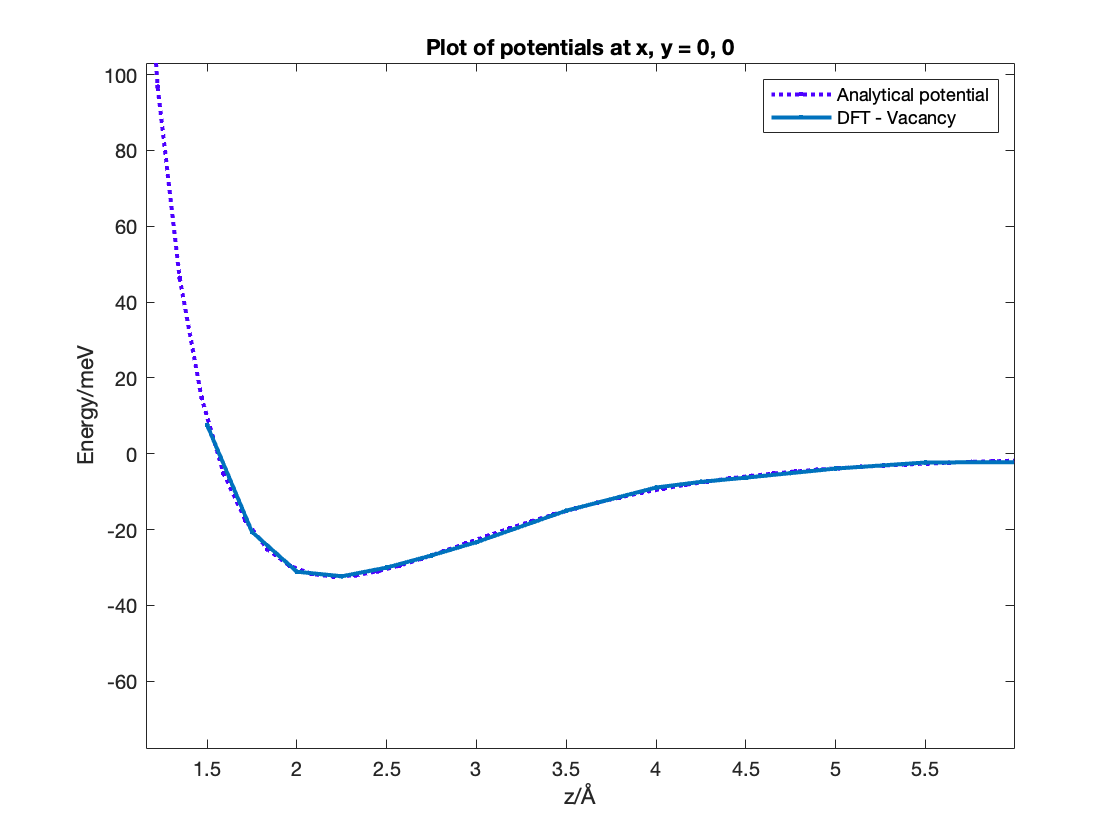 Plot of potentials at x, y = 0, 0
Analytical potential
DFT - Vacancy
100
80
60
40
20
0
-20
-40
-60
Energy/meV
1.5 2 2.5 3 3.5 4 4.5 5 5.5
z/Å